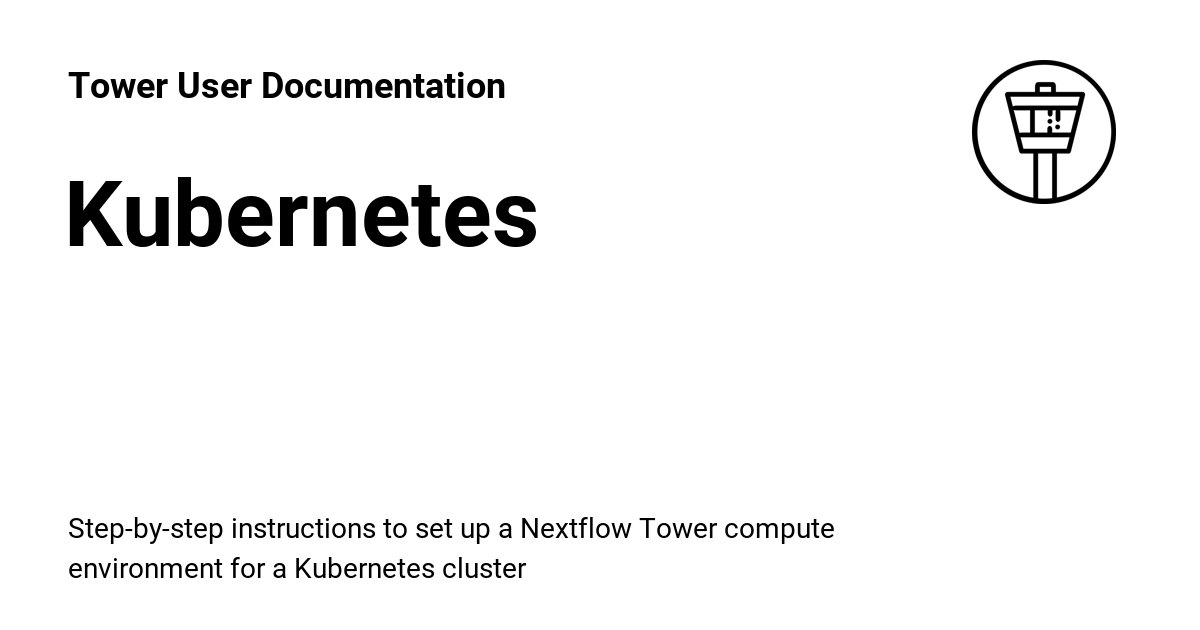 Tower User Documentation
Kubernetes
Step-by-step instructions to set up a Nextflow Tower compute
environment for a Kubernetes cluster